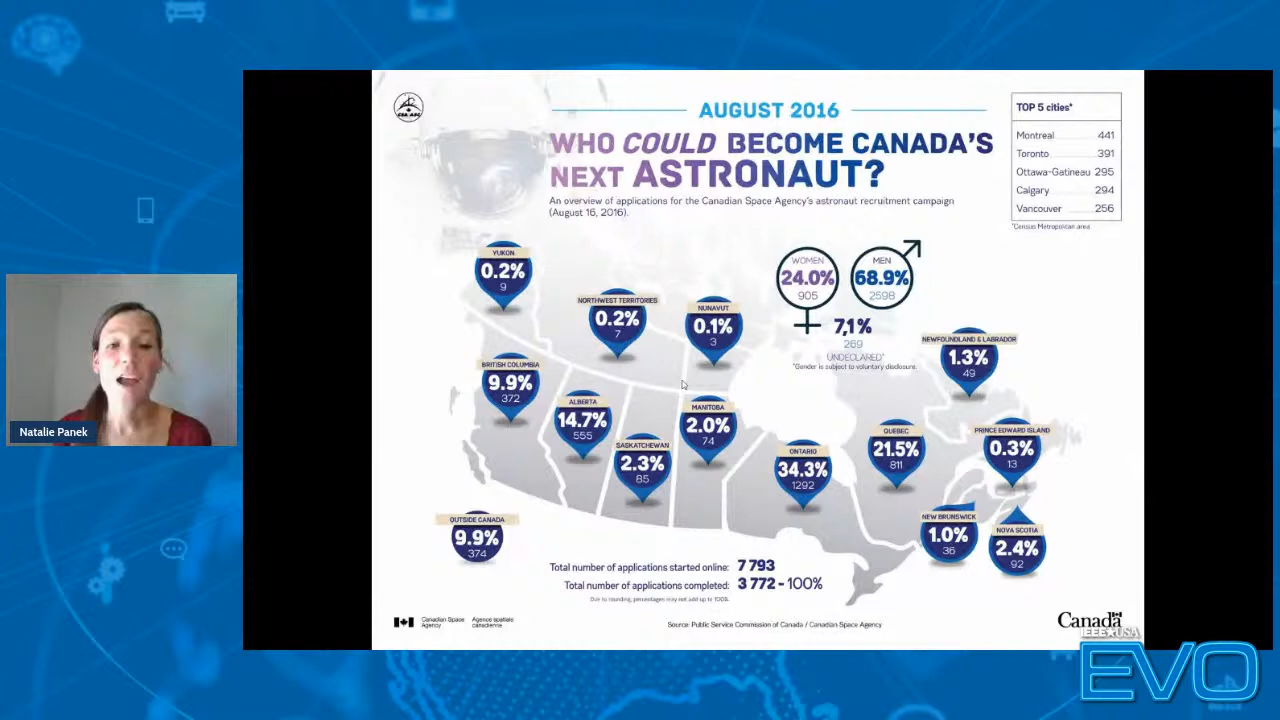 AUGUST 2016
WHO COULD BECOME CANADA'S
NEXT ASTRONAUT?
An overview of applications for the Canadian Space Agency's astronaut recruitment campaign
(August 16, 2016).
CSA ASC
TOP 5 cities*
Montreal 441
Toronto 391
Ottawa-Gatineau 295
Calgary 294
Vancouver 256
*Census Metropolitan area
YUKON
0.2%
9
NORTHWEST TERRITORIES
0.2%
7
NUNAVUT
0.1%
3
WOMEN
24.0%
905
MEN
68.9%
2598
7,1%
269
UNDECLARED*
*Gender is subject to voluntary disclosure.
NEWFOUNDLAND & LABRADOR
1.3%
49
BRITISH COLUMBIA
9.9%
372
ALBERTA
14.7%
555
SASKATCHEWAN
2.3%
85
MANITOBA
2.0%
74
ONTARIO
34.3%
1292
QUEBEC
21.5%
811
PRINCE EDWARD ISLAND
0.3%
13
NEW BRUNSWICK
1.0%
36
NOVA SCOTIA
2.4%
92
OUTSIDE CANADA
9.9%
374
Total number of applications started online: 7 793
Total number of applications completed: 3 772 - 100%
Due to rounding, percentages may not add up to 100%.
Canadian Space Agency
Agence spatiale canadienne
Source: Public Service Commission of Canada / Canadian Space Agency
Canada
Natalie Panek
IEEE USA
EVO